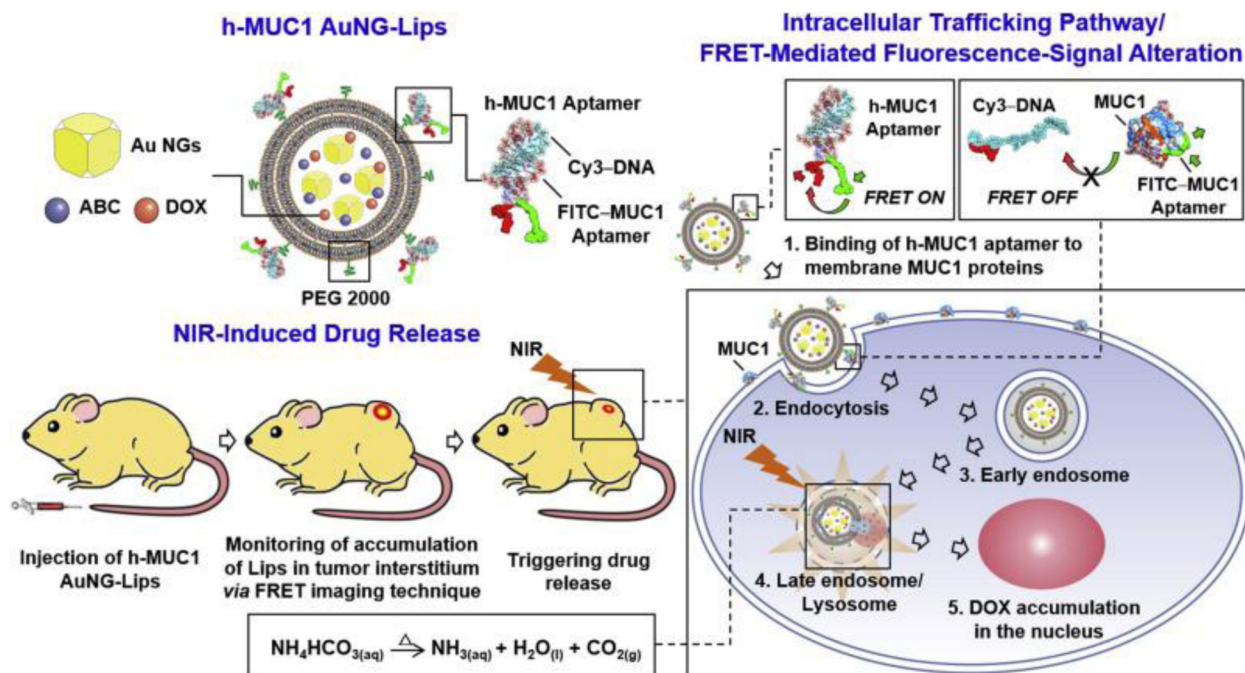 h-MUC1 AuNG-Lips
Au NGs
ABC
DOX
h-MUC1 Aptamer
Cy3–DNA
FITC–MUC1
Aptamer
PEG 2000
Intracellular Trafficking Pathway/
FRET-Mediated Fluorescence-Signal Alteration
h-MUC1
Aptamer
FRET ON
Cy3–DNA
MUC1
X
FITC–MUC1
Aptamer
FRET OFF
1. Binding of h-MUC1 aptamer to
membrane MUC1 proteins
MUC1
2. Endocytosis
3. Early endosome
NIR
4. Late endosome/
Lysosome
5. DOX accumulation
in the nucleus
NIR-Induced Drug Release
NIR
Injection of h-MUC1
AuNG-Lips
Monitoring of accumulation
of Lips in tumor interstitium
via FRET imaging technique
Triggering drug
release
NH₄HCO₃(aq) △→ NH₃(aq) + H₂O(l) + CO₂(g)